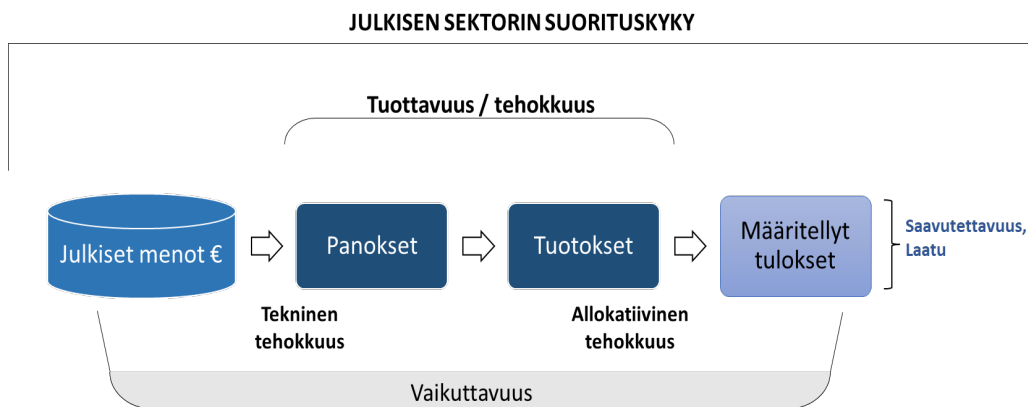 JULKISEN SEKTORIN SUORITUSKYKY
Tuottavuus / tehokkuus
Julkiset menot €
Panokset
Tuotokset
Määritellyt
tulokset
Saavutettavuus,
Laatu
Tekninen
tehokkuus
Allokatiivinen
tehokkuus
Vaikuttavuus